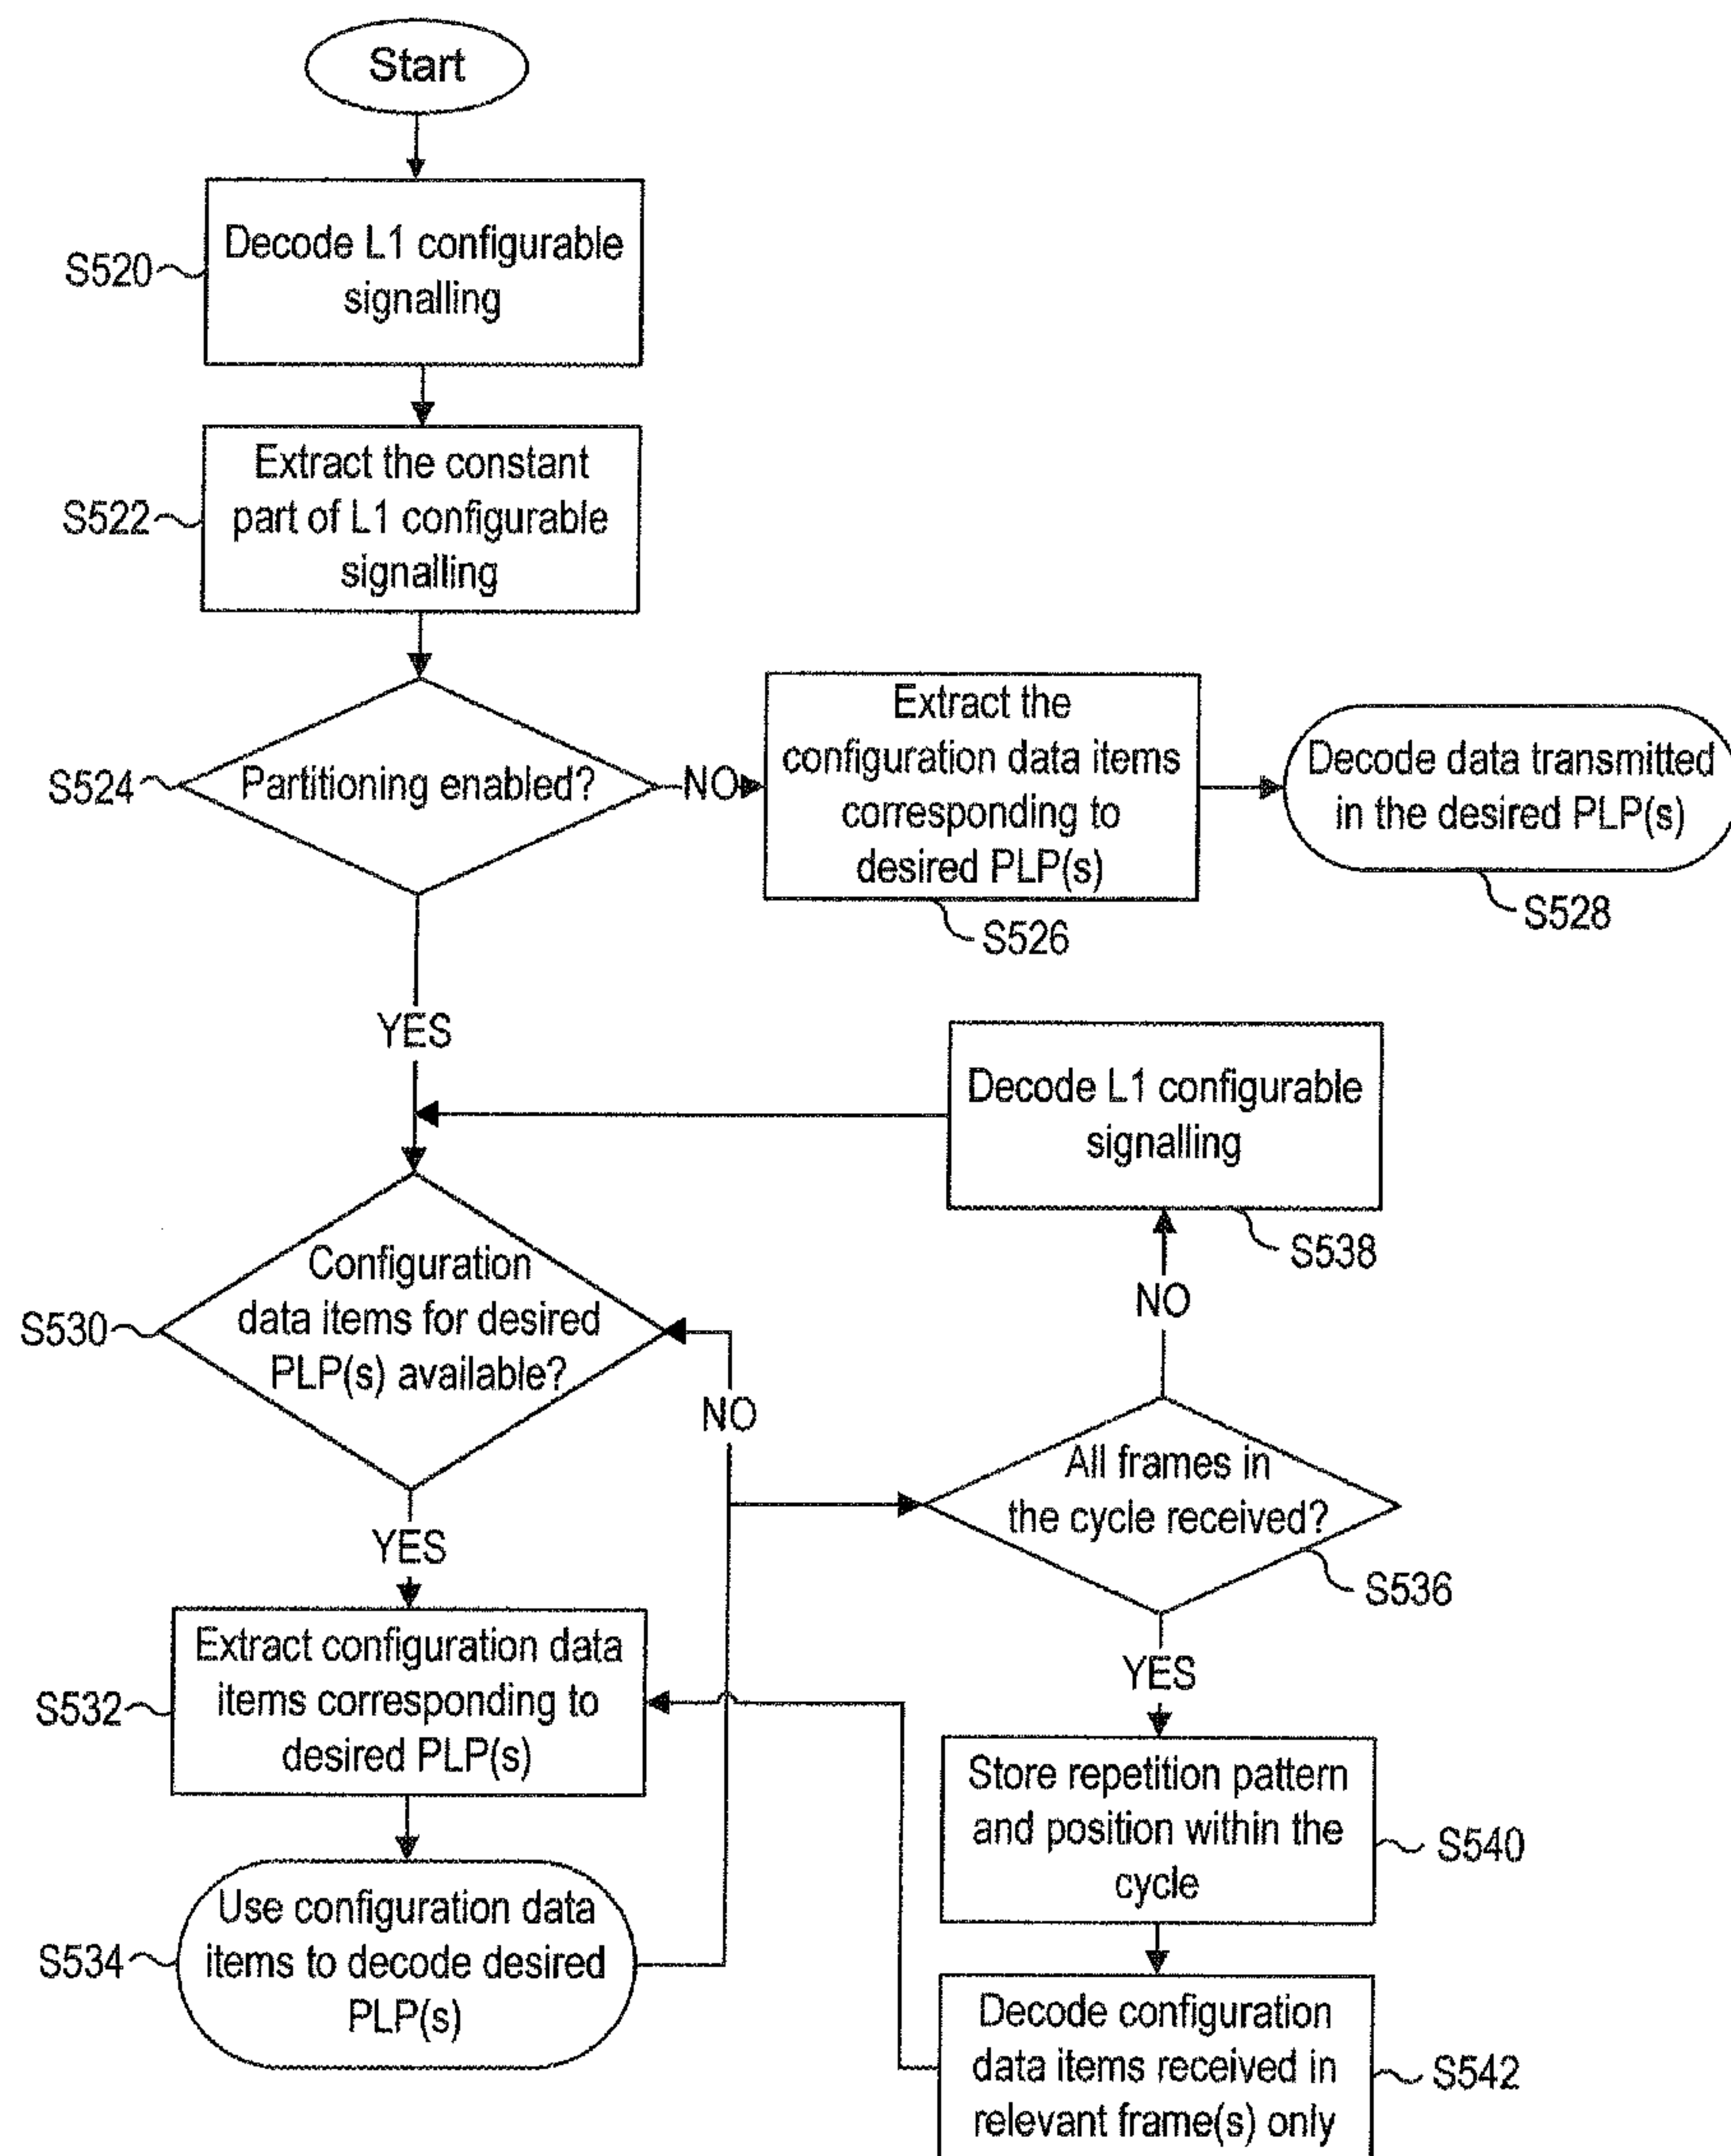 Start
S520
Decode L1 configurable
signalling
S522
Extract the constant
part of L1 configurable
signalling
S524
Partitioning enabled?
NO
Extract the
configuration data items
corresponding to
desired PLP(s)
S526
Decode data transmitted
in the desired PLP(s)
S528
YES
Decode L1 configurable
signalling
S538
S530
Configuration
data items for desired
PLP(s) available?
NO
NO
All frames in
the cycle received?
S536
YES
YES
S532
Extract configuration data
items corresponding to
desired PLP(s)
Store repetition pattern
and position within the
cycle
S540
S534
Use configuration data
items to decode desired
PLP(s)
Decode configuration
data items received in
relevant frame(s) only
S542